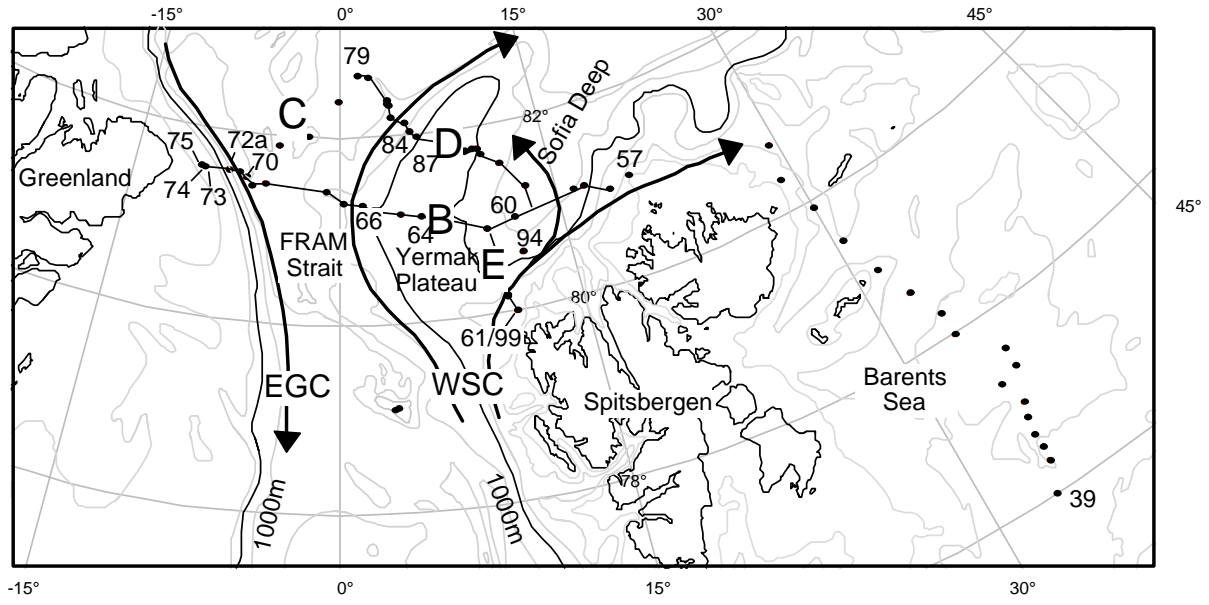 -15°
0°
15°
30°
45°
79
C
Sofia Deep
82°
75
72a
84
D
70
87
57
Greenland
74
73
60
45°
66
B
64
94
FRAM
Strait
Yermak
Plateau
E
80°
61/99
EGC
WSC
Spitsbergen
Barents
Sea
78°
1000m
1000m
39
-15°
0°
15°
30°